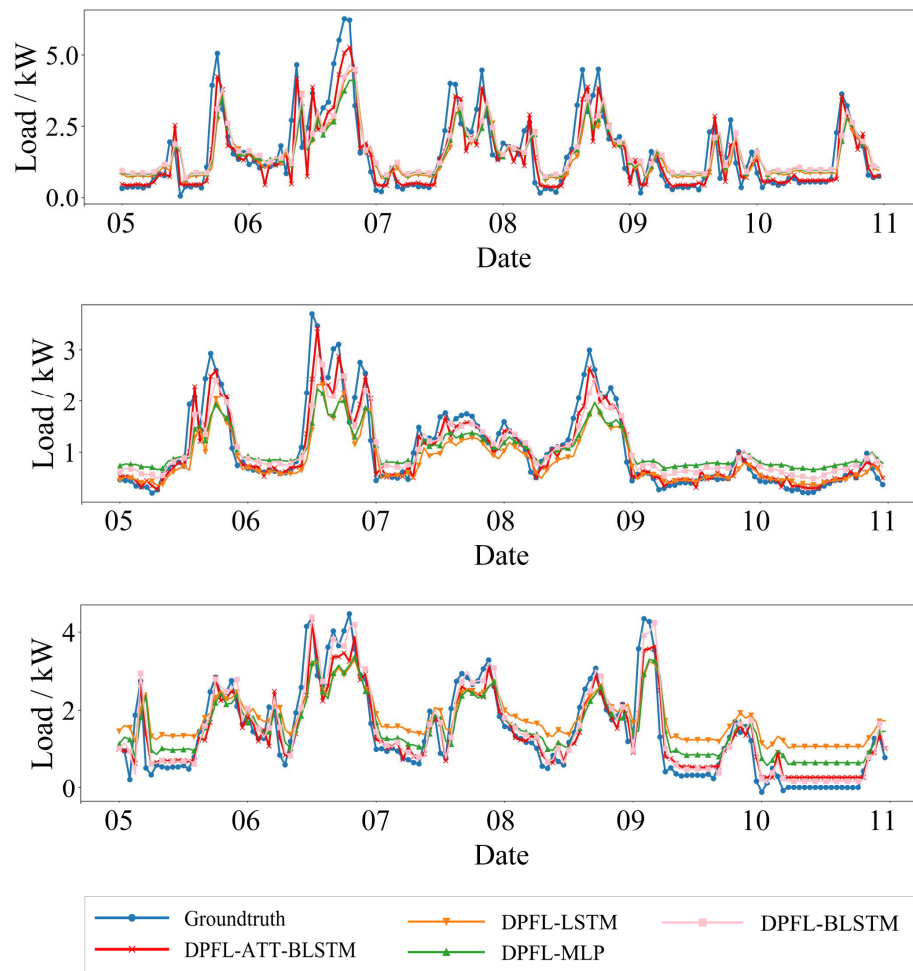 Load / kW
5.0
2.5
0.0
05 06 07 08 09 10 11
Date
Load / kW
3
2
1
05 06 07 08 09 10 11
Date
Load / kW
4
2
0
05 06 07 08 09 10 11
Date
Groundtruth DPFL-LSTM DPFL-BLSTM
DPFL-ATT-BLSTM DPFL-MLP